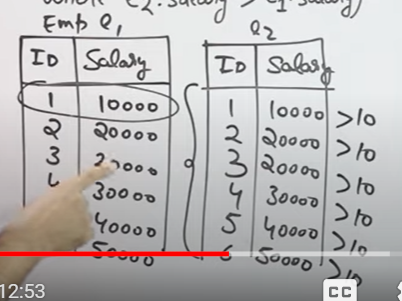 e2.salary > e1.salary)
Emp e1
e2
ID Salary
1 10000
2 20000
3
30000
40000
50000
ID Salary
1 10000 >10
2 20000 >10
3 20000 >10
4 30000 >10
5 40000 >10
6 50000 >10
12:53
CC